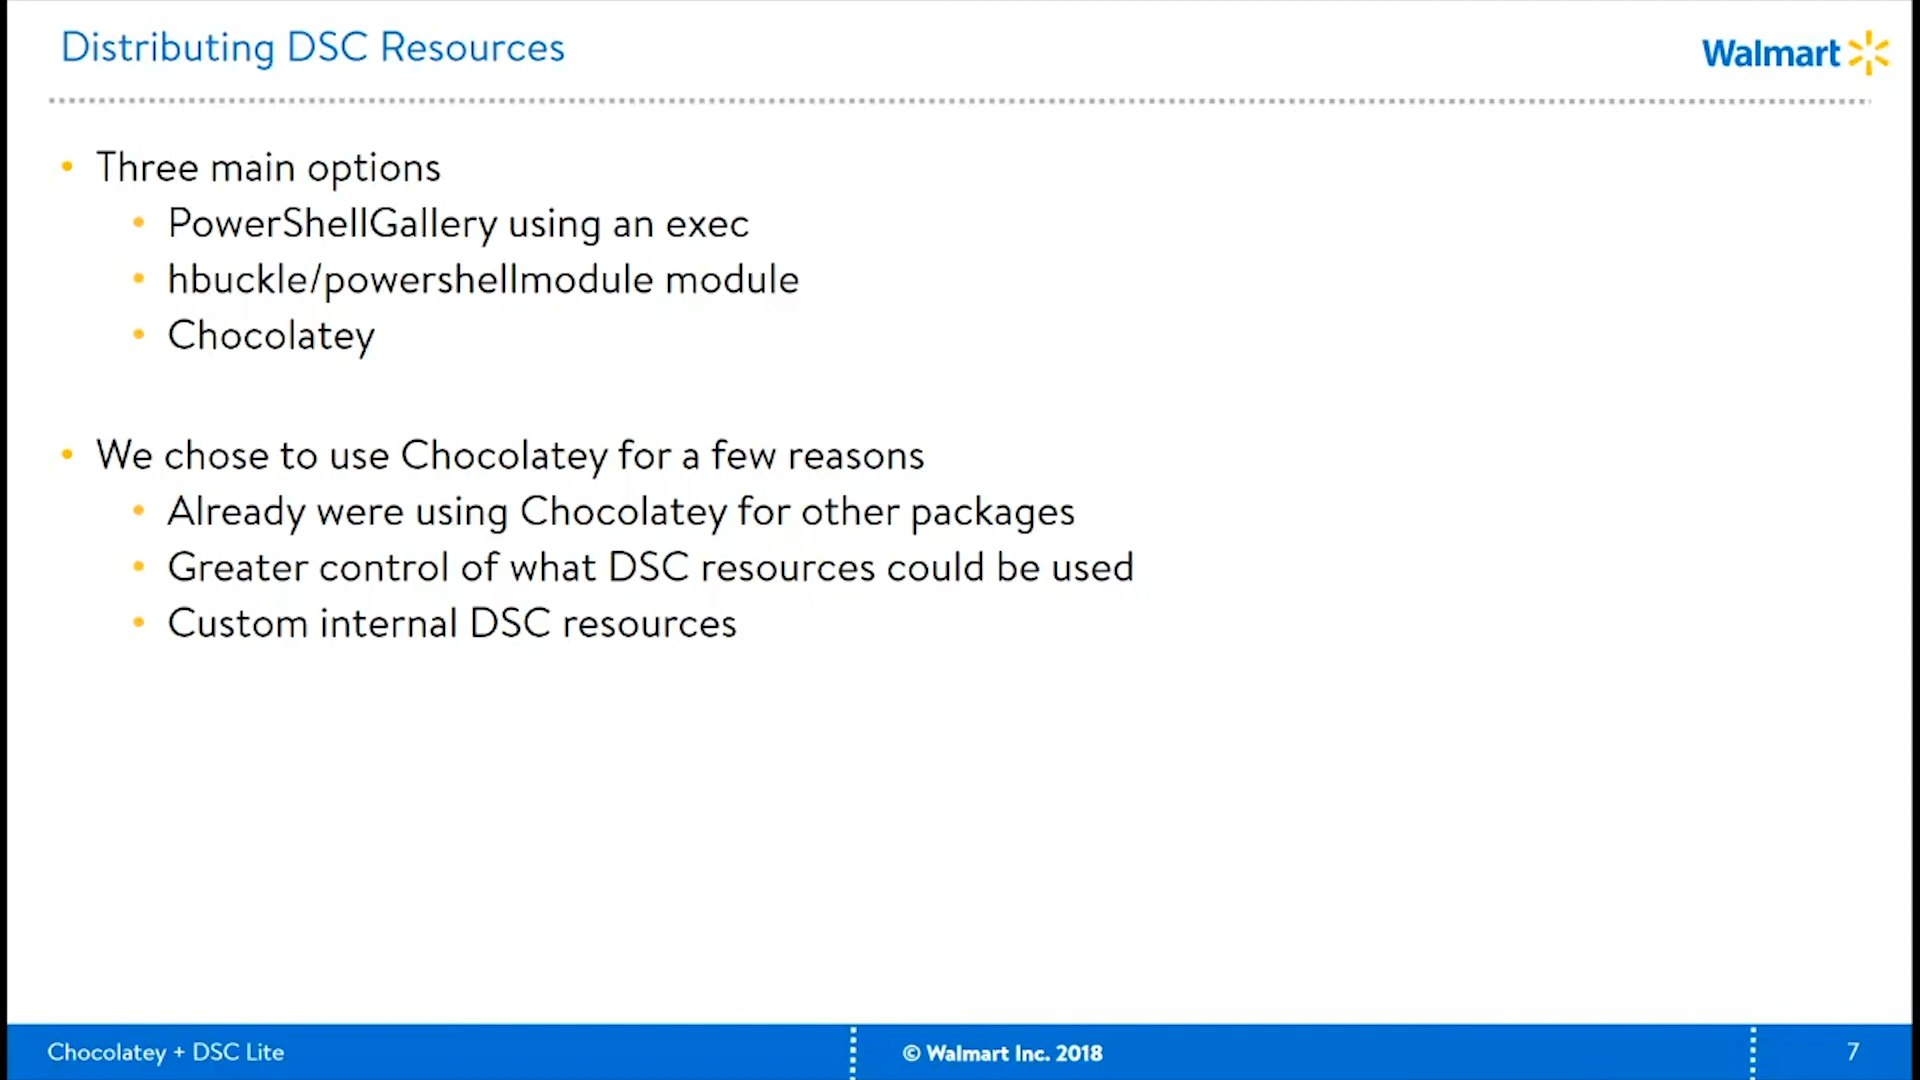 Distributing DSC Resources
Walmart
• Three main options
• PowerShellGallery using an exec
• hbuckle/powershellmodule module
• Chocolatey
• We chose to use Chocolatey for a few reasons
• Already were using Chocolatey for other packages
• Greater control of what DSC resources could be used
• Custom internal DSC resources
Chocolatey + DSC Lite
© Walmart Inc. 2018
7